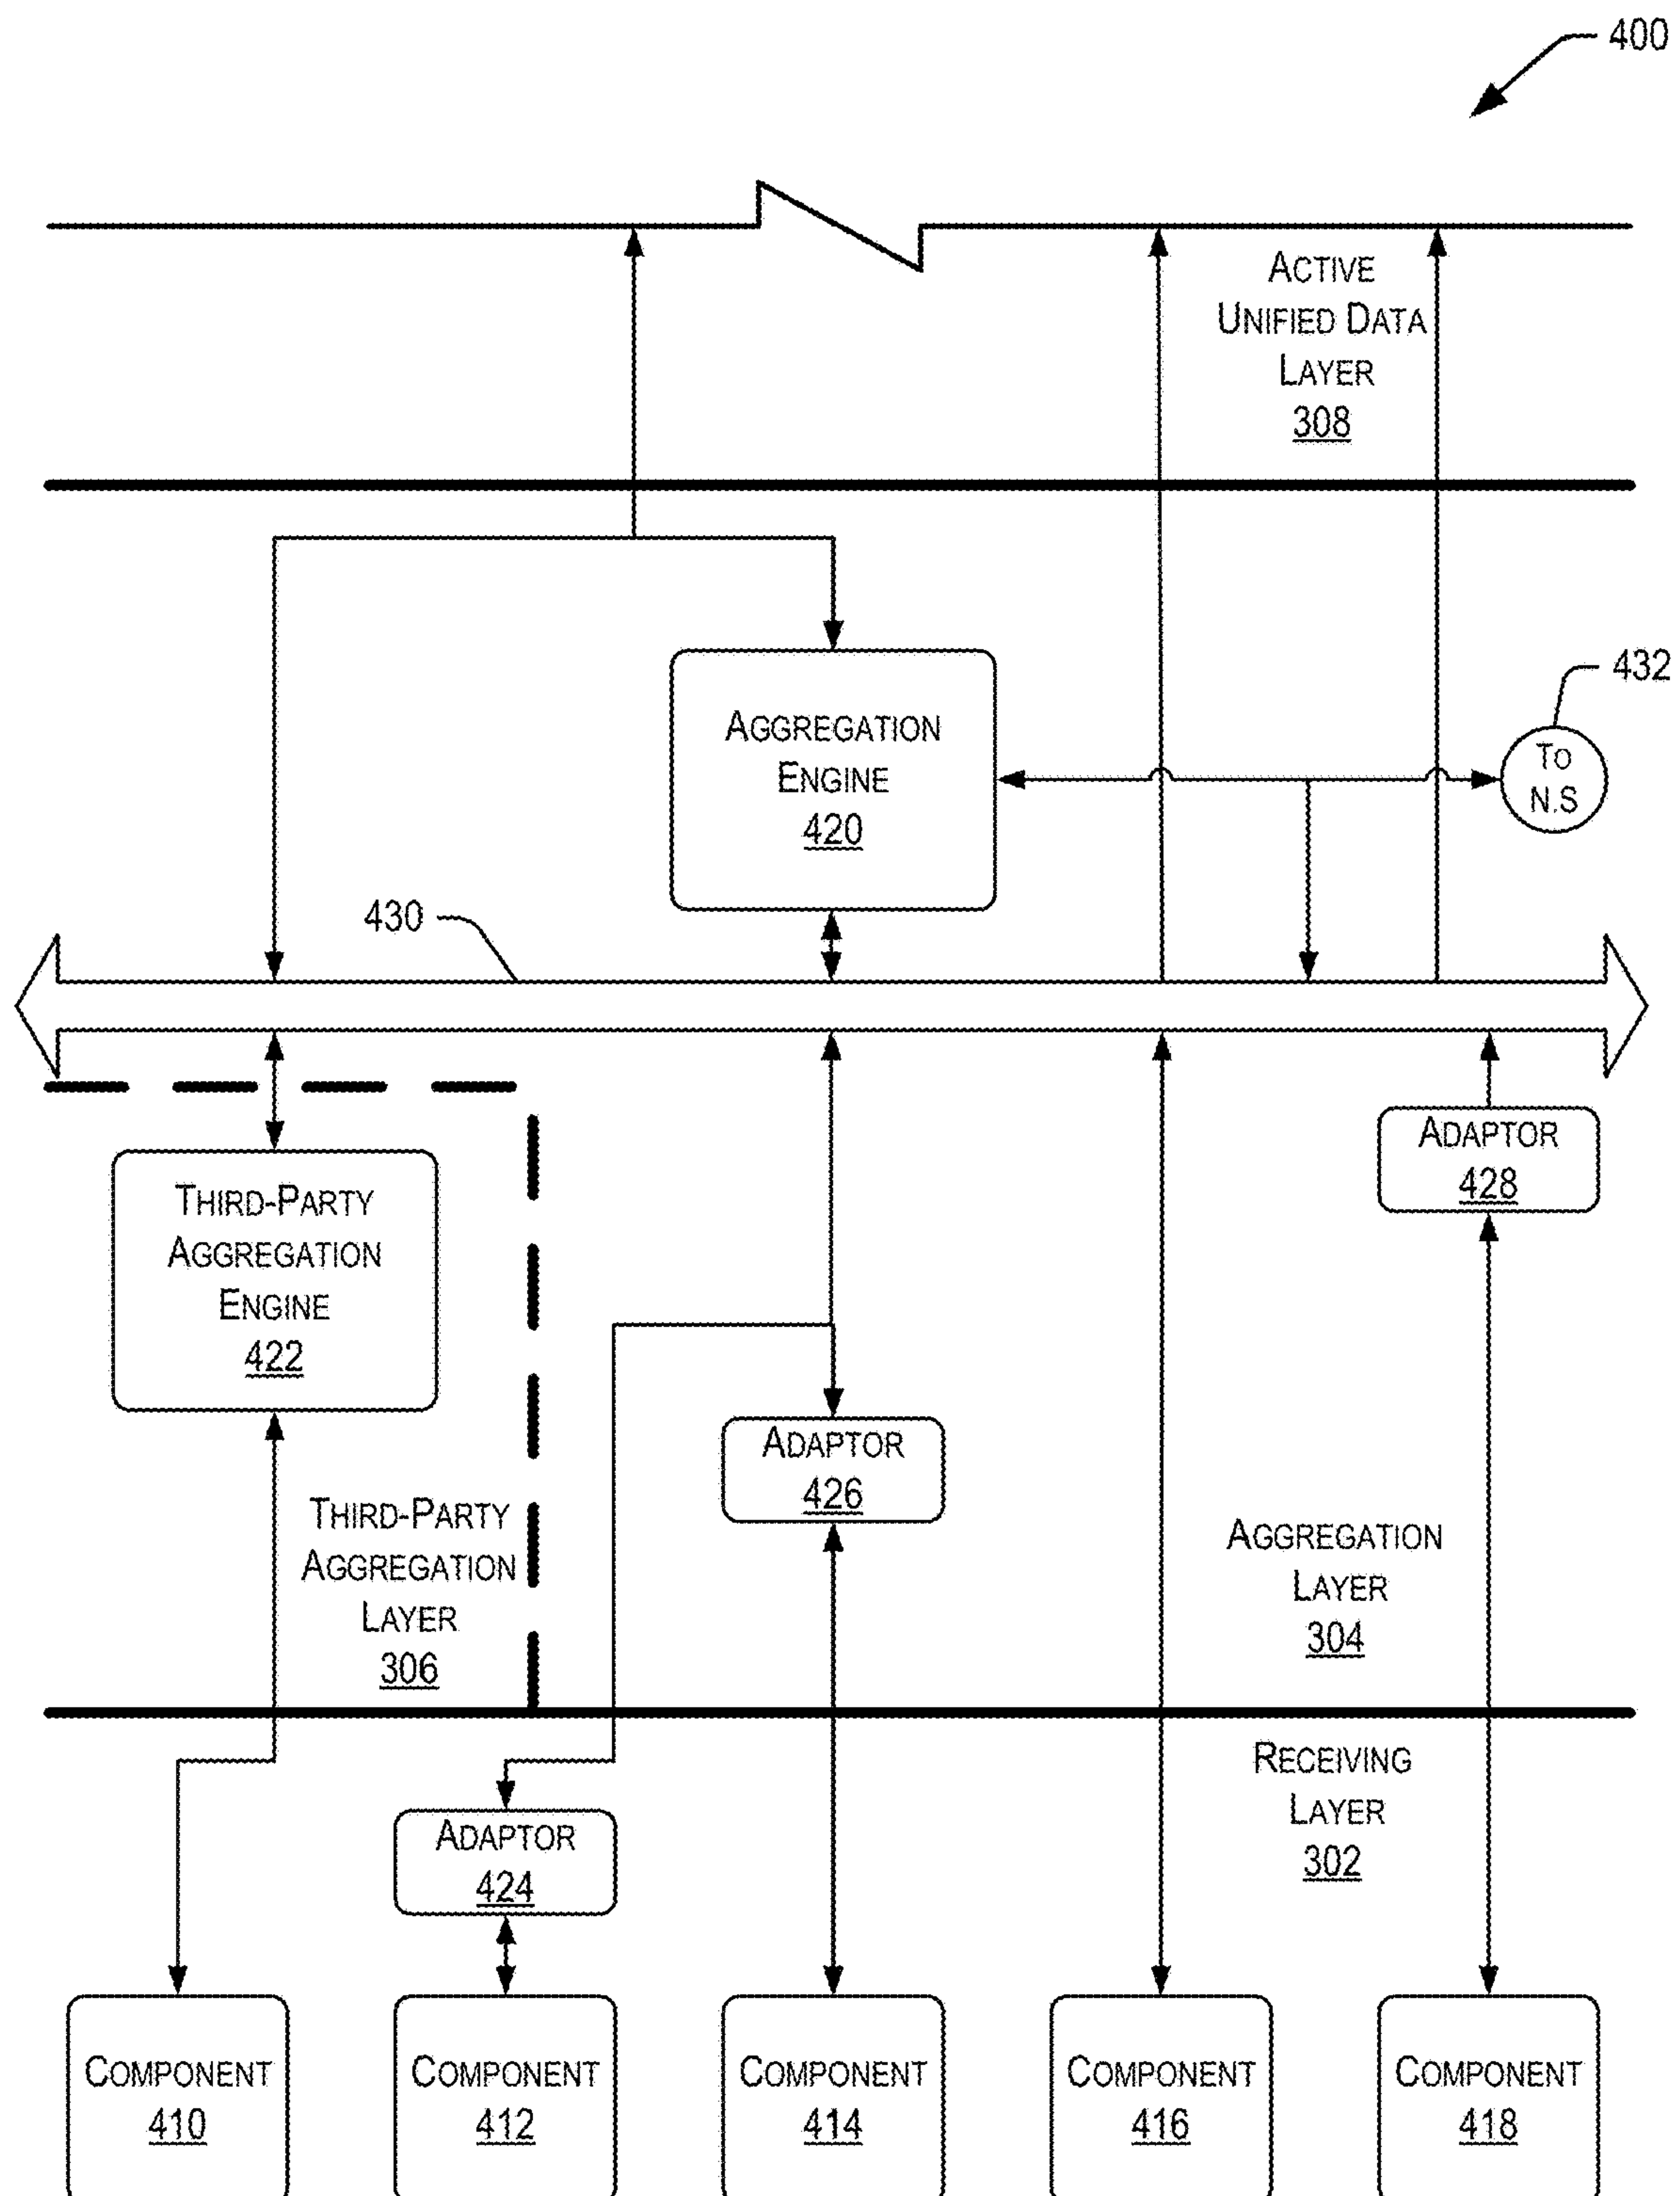 400
ACTIVE
UNIFIED DATA
LAYER
308
432
AGGREGATION
ENGINE
420
TO
N.S
430
ADAPTOR
428
THIRD-PARTY
AGGREGATION
ENGINE
422
ADAPTOR
426
THIRD-PARTY
AGGREGATION
LAYER
306
AGGREGATION
LAYER
304
RECEIVING
LAYER
302
ADAPTOR
424
COMPONENT
410
COMPONENT
412
COMPONENT
414
COMPONENT
416
COMPONENT
418